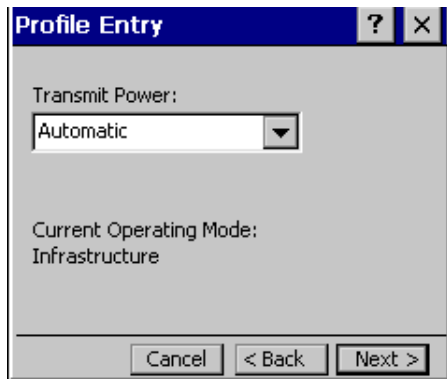 Profile Entry ? ×
Transmit Power:
Automatic
Current Operating Mode:
Infrastructure
Cancel < Back Next >